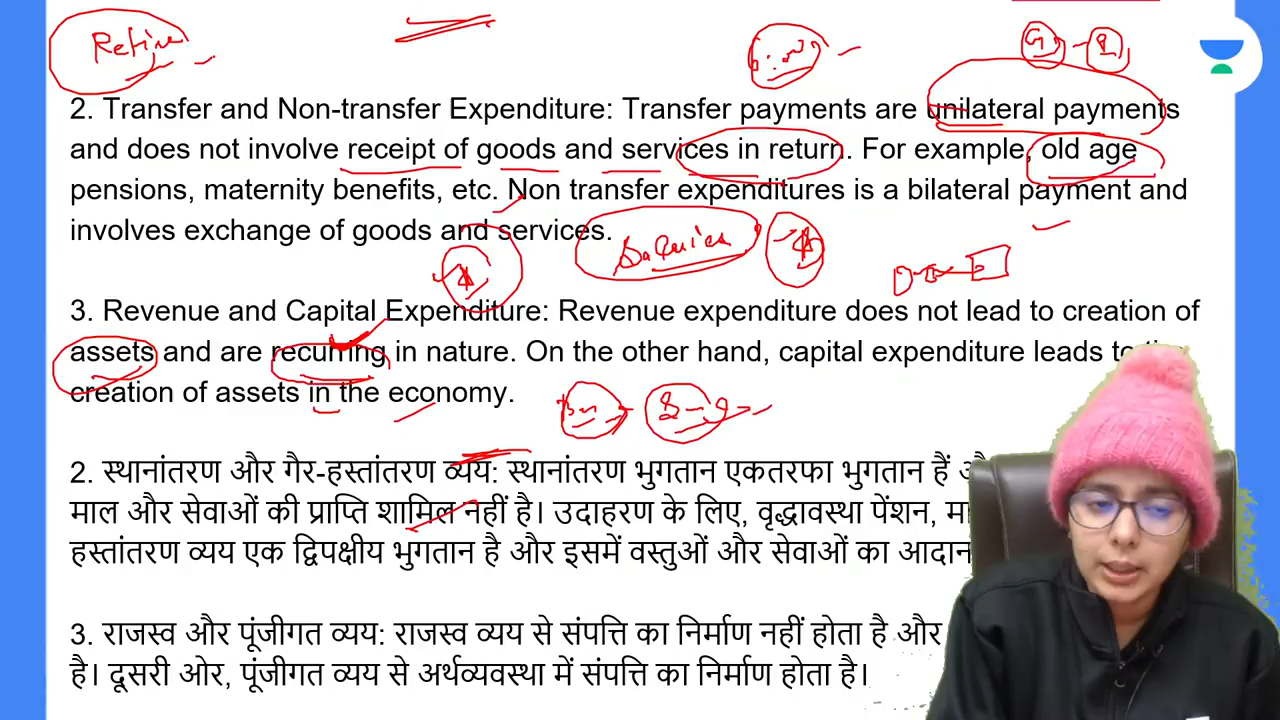 Retire
2. Transfer and Non-transfer Expenditure: Transfer payments are unilateral payments
and does not involve receipt of goods and services in return. For example, old age
pensions, maternity benefits, etc. Non transfer expenditures is a bilateral payment and
involves exchange of goods and services.
Salaries
3. Revenue and Capital Expenditure: Revenue expenditure does not lead to creation of
assets and are recurring in nature. On the other hand, capital expenditure leads to the
creation of assets in the economy.
2. स्थानांतरण और गैर-हस्तांतरण व्यय: स्थानांतरण भुगतान एकतरफा भुगतान हैं
माल और सेवाओं की प्राप्ति शामिल नहीं है। उदाहरण के लिए, वृद्धावस्था पेंशन,
हस्तांतरण व्यय एक द्विपक्षीय भुगतान है और इसमें वस्तुओं और सेवाओं का
3. राजस्व और पूंजीगत व्यय: राजस्व व्यय से संपत्ति का निर्माण नहीं होता है और
है। दूसरी ओर, पूंजीगत व्यय से अर्थव्यवस्था में संपत्ति का निर्माण होता है।